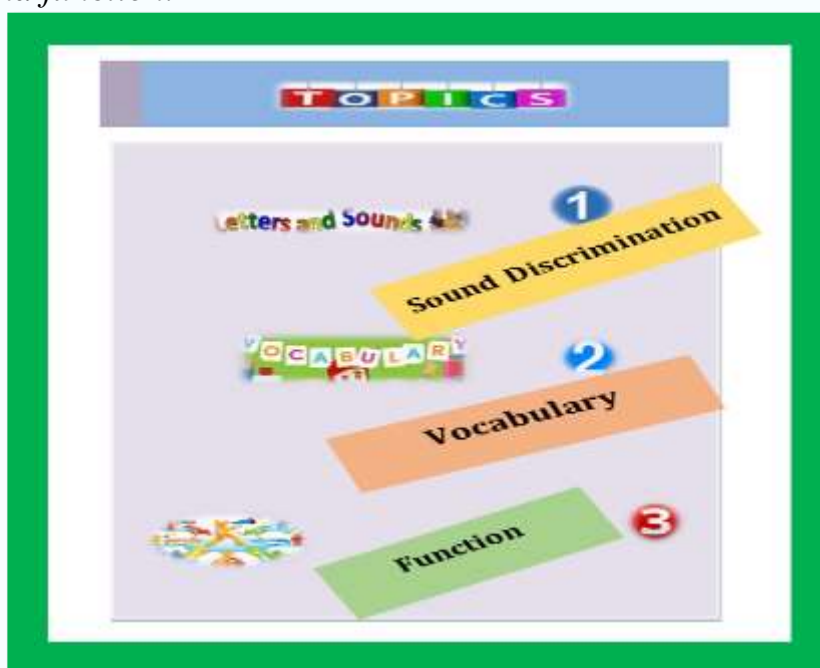 TOPICS
Letters and Sounds
1
Sound Discrimination
VOCABULARY
2
Vocabulary
3
Function